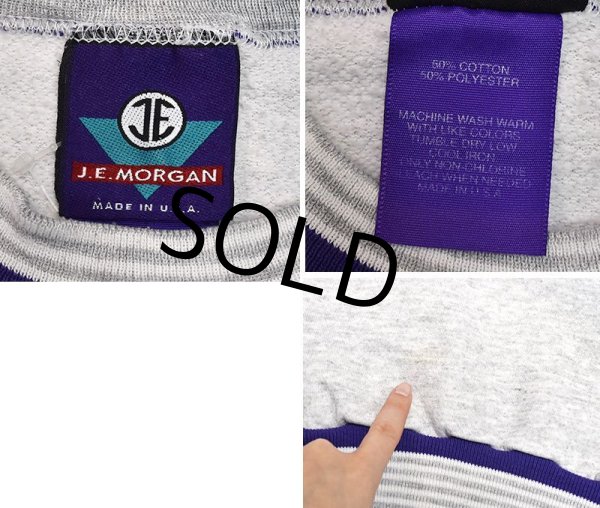 JE
J.E.MORGAN
MADE IN U.S.A.
50% COTTON
50% POLYESTER
MACHINE WASH WARM
WITH LIKE COLORS
TUMBLE DRY LOW
COOL IRON
ONLY NON-CHLORINE
EACH WHEN NEEDED
MADE IN U.S.A
SOLD